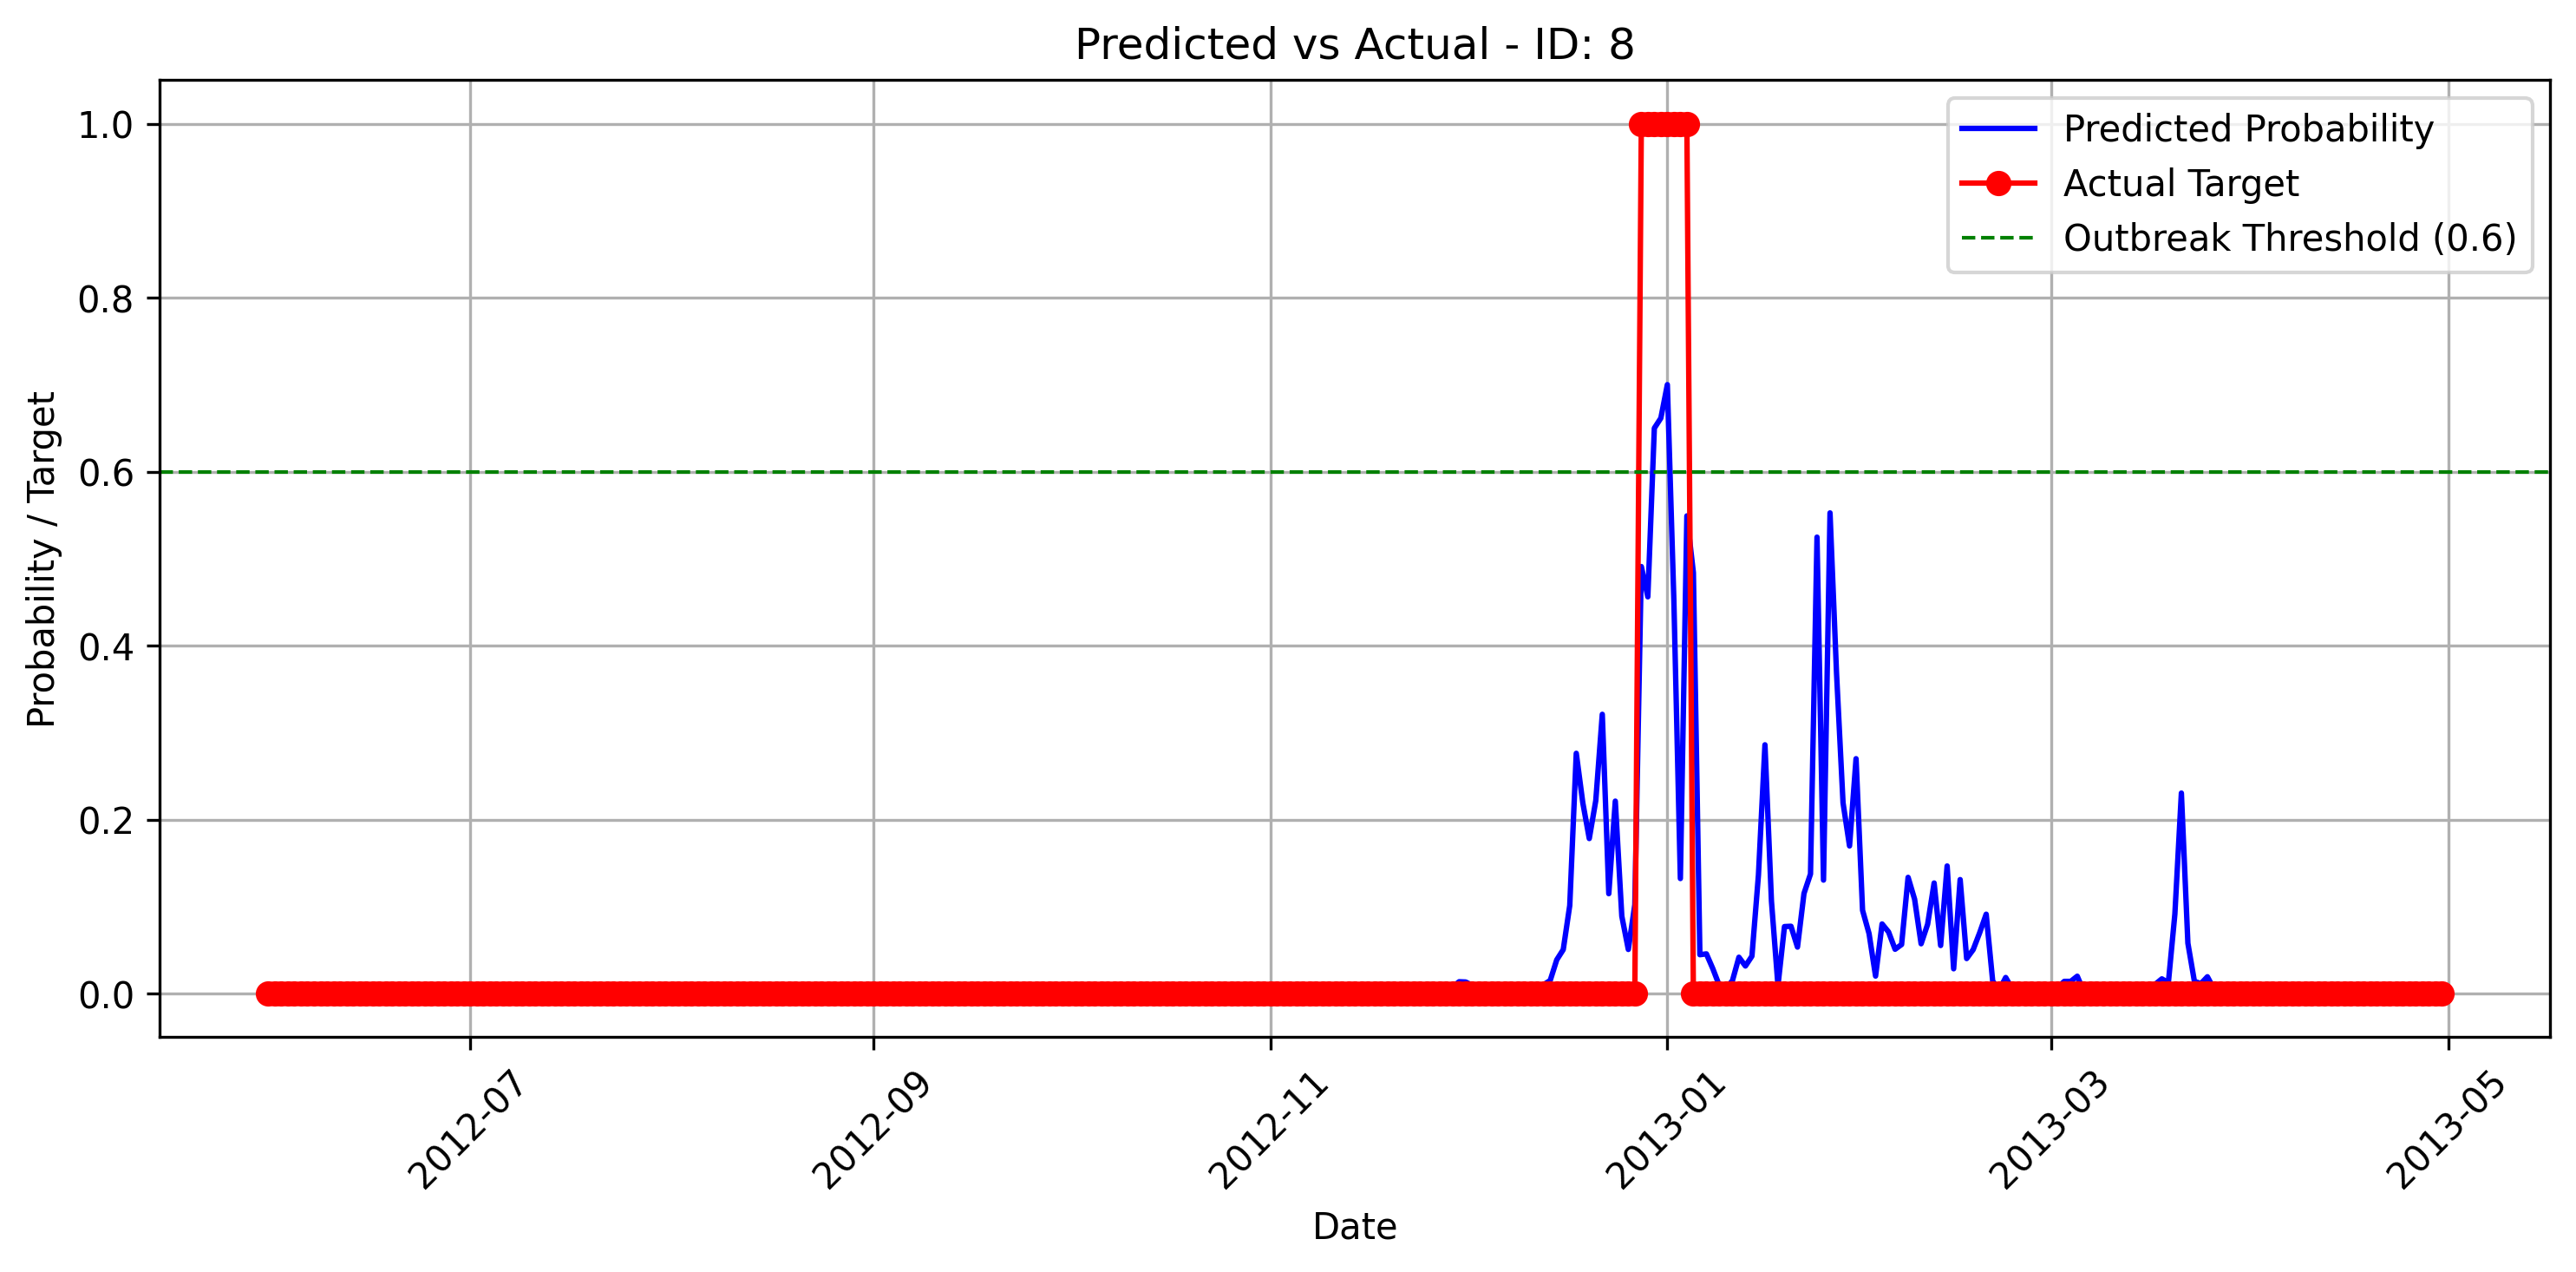 Predicted vs Actual - ID: 8
Predicted Probability
Actual Target
Outbreak Threshold (0.6)
Probability / Target
1.0
0.8
0.6
0.4
0.2
0.0
2012-07
2012-09
2012-11
2013-01
2013-03
2013-05
Date